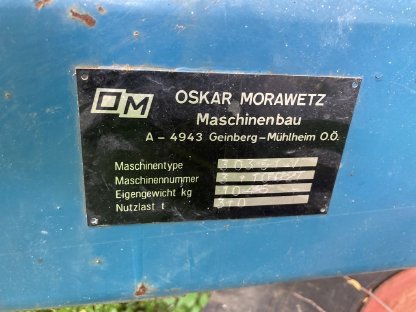 OM OSKAR MORAWETZ
Maschinenbau
A - 4943 Geinberg-Mühlheim O.Ö.
Maschinentype
Maschinennummer
Eigengewicht kg
Nutzlast t